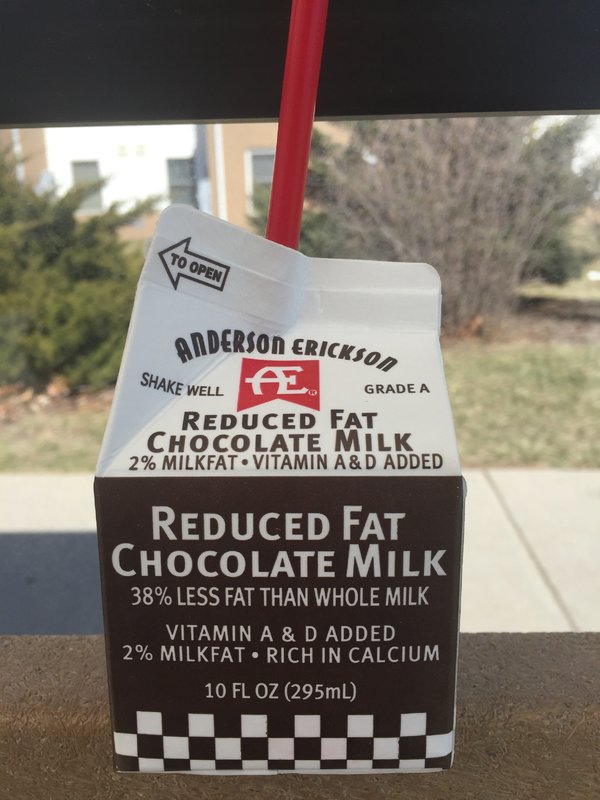 TO OPEN
ANDERSON ERICKSON
SHAKE WELL AE® GRADE A
REDUCED FAT
CHOCOLATE MILK
2% MILKFAT • VITAMIN A & D ADDED
REDUCED FAT
CHOCOLATE MILK
38% LESS FAT THAN WHOLE MILK
VITAMIN A & D ADDED
2% MILKFAT • RICH IN CALCIUM
10 FL OZ (295mL)